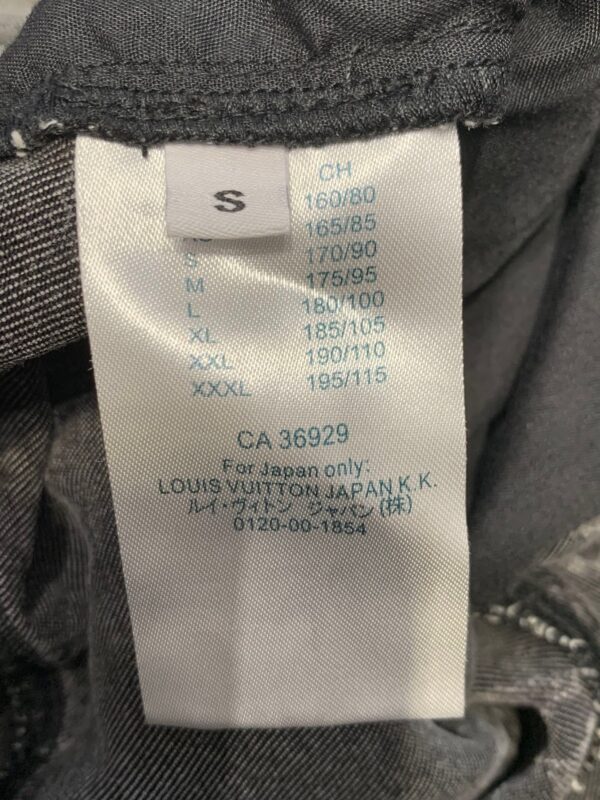 S
CH
160/80
165/85
S 170/90
M 175/95
L 180/100
XL 185/105
XXL 190/110
XXXL 195/115
CA 36929
For Japan only:
LOUIS VUITTON JAPAN K.K.
ルイ・ヴィトン ジャパン (株)
0120-00-1854